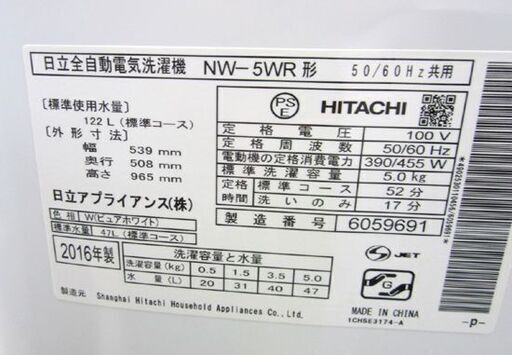 日立全自動電気洗濯機 NW-5WR形 50/60Hz共用
[標準使用水量]
122L(標準コース)
[外形寸法]
幅 539 mm
奥行 508 mm
高さ 965 mm
日立アプライアンス(株)
色柄 W(ピュアホワイト)
標準水量 47L(標準コース)
PS E HITACHI
定格電圧 100 V
定格周波数 50/60 Hz
電動機の定格消費電力 390/455 W
標準洗濯容量 5.0kg
定格時間 標準コース 52分
洗いのみ 17分
製造番号 6059691
2016年製
洗濯容量と水量
洗濯容量(kg) 0.5 1.5 3.5 5.0
水量(L) 20 31 40 47
S JET
G
製造元 Shanghai Hitachi Household Appliances Co.,Ltd.
MADE IN CHINA
1CHSE3174-A
-P-